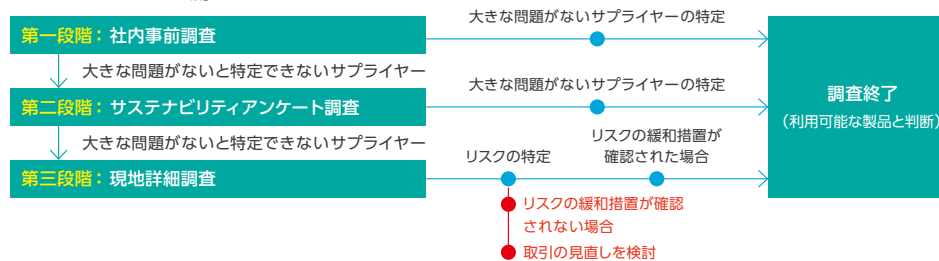 大きな問題がないサプライヤーの特定
第一段階：社内事前調査
大きな問題がないと特定できないサプライヤー
大きな問題がないサプライヤーの特定
第二段階：サステナビリティアンケート調査
大きな問題がないと特定できないサプライヤー
リスクの特定
リスクの緩和措置が
確認された場合
第三段階：現地詳細調査
リスクの緩和措置が確認
されない場合
取引の見直しを検討
調査終了
（利用可能な製品と判断）